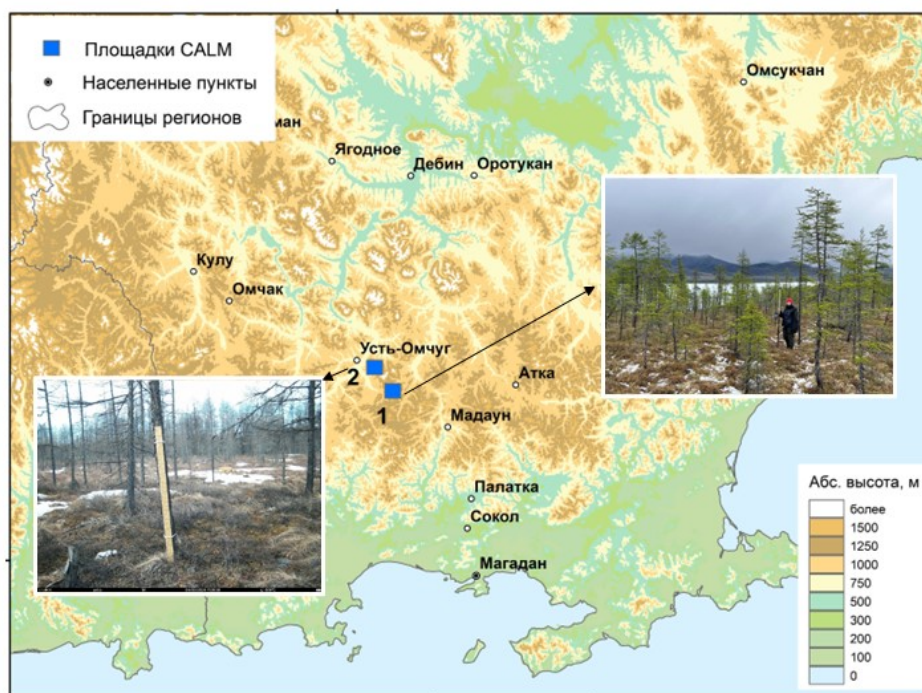 Площадки CALM
Населенные пункты
Границы регионов
Омсукчан
ман
Ягодное
Дебин
Оротукан
Кулу
Омчак
Усть-Омчуг
2
Атка
1
Мадаун
Палатка
Сокол
Магадан
Абс. высота, м
более
1500
1250
1000
750
500
300
200
100
0